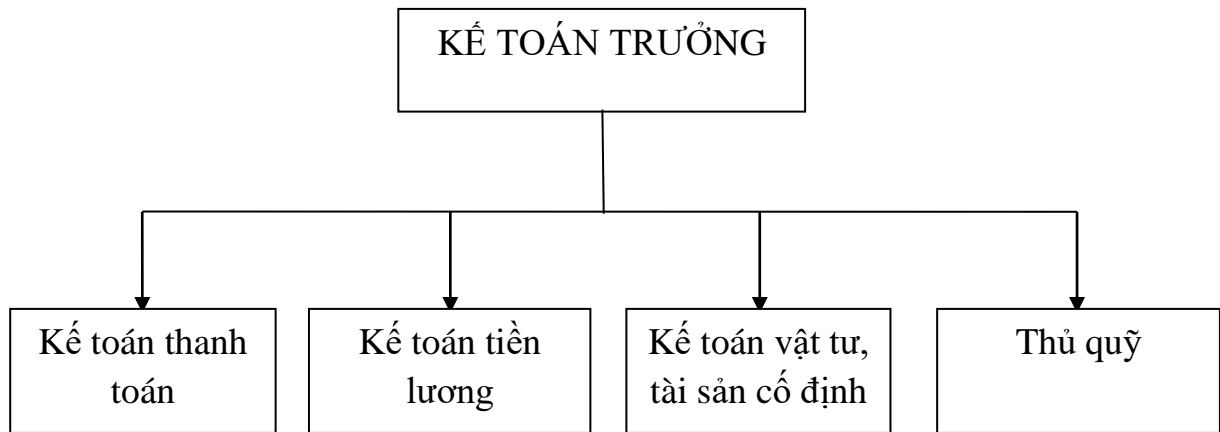 KẾ TOÁN TRƯỞNG
Kế toán thanh
toán
Kế toán tiền
lương
Kế toán vật tư,
tài sản cố định
Thủ quỹ